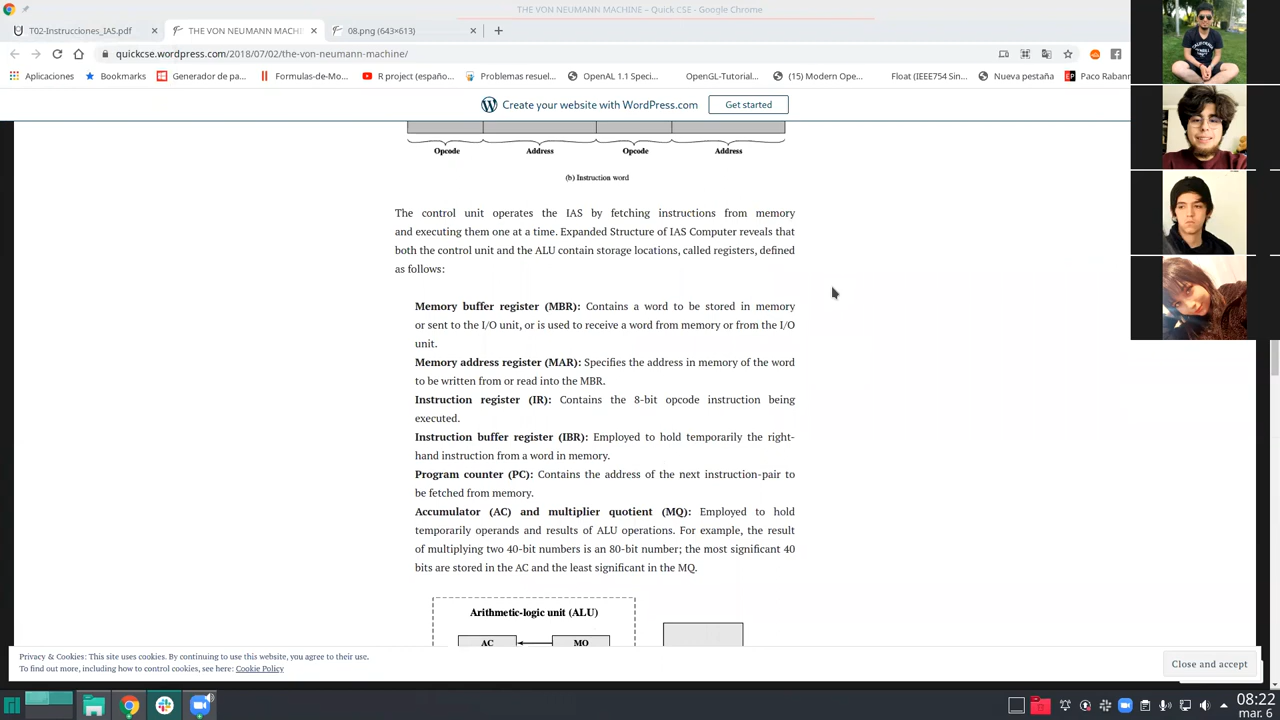 THE VON NEUMANN MACHINE – Quick CSE - Google Chrome
T02-Instrucciones_IAS.pdf
THE VON NEUMANN MACHIN
08.png (643×613)
quickcse.wordpress.com/2018/07/02/the-von-neumann-machine/
Aplicaciones
Bookmarks
Generador de pa...
Formulas-de-Mo...
R project (españo...
Problemas resuel...
OpenAL 1.1 Speci...
OpenGL-Tutorial...
(15) Modern Ope...
Float (IEEE754 Sin...
Nueva pestaña
Paco Rabann
Create your website with WordPress.com
Get started
Opcode Address Opcode Address
(b) Instruction word
The control unit operates the IAS by fetching instructions from memory
and executing them one at a time. Expanded Structure of IAS Computer reveals that
both the control unit and the ALU contain storage locations, called registers, defined
as follows:
Memory buffer register (MBR): Contains a word to be stored in memory
or sent to the I/O unit, or is used to receive a word from memory or from the I/O
unit.
Memory address register (MAR): Specifies the address in memory of the word
to be written from or read into the MBR.
Instruction register (IR): Contains the 8-bit opcode instruction being
executed.
Instruction buffer register (IBR): Employed to hold temporarily the right-
hand instruction from a word in memory.
Program counter (PC): Contains the address of the next instruction-pair to
be fetched from memory.
Accumulator (AC) and multiplier quotient (MQ): Employed to hold
temporarily operands and results of ALU operations. For example, the result
of multiplying two 40-bit numbers is an 80-bit number; the most significant 40
bits are stored in the AC and the least significant in the MQ.
Arithmetic-logic unit (ALU)
AC MQ
Privacy & Cookies: This site uses cookies. By continuing to use this website, you agree to their use.
To find out more, including how to control cookies, see here: Cookie Policy
Close and accept
08:22
mar. 6